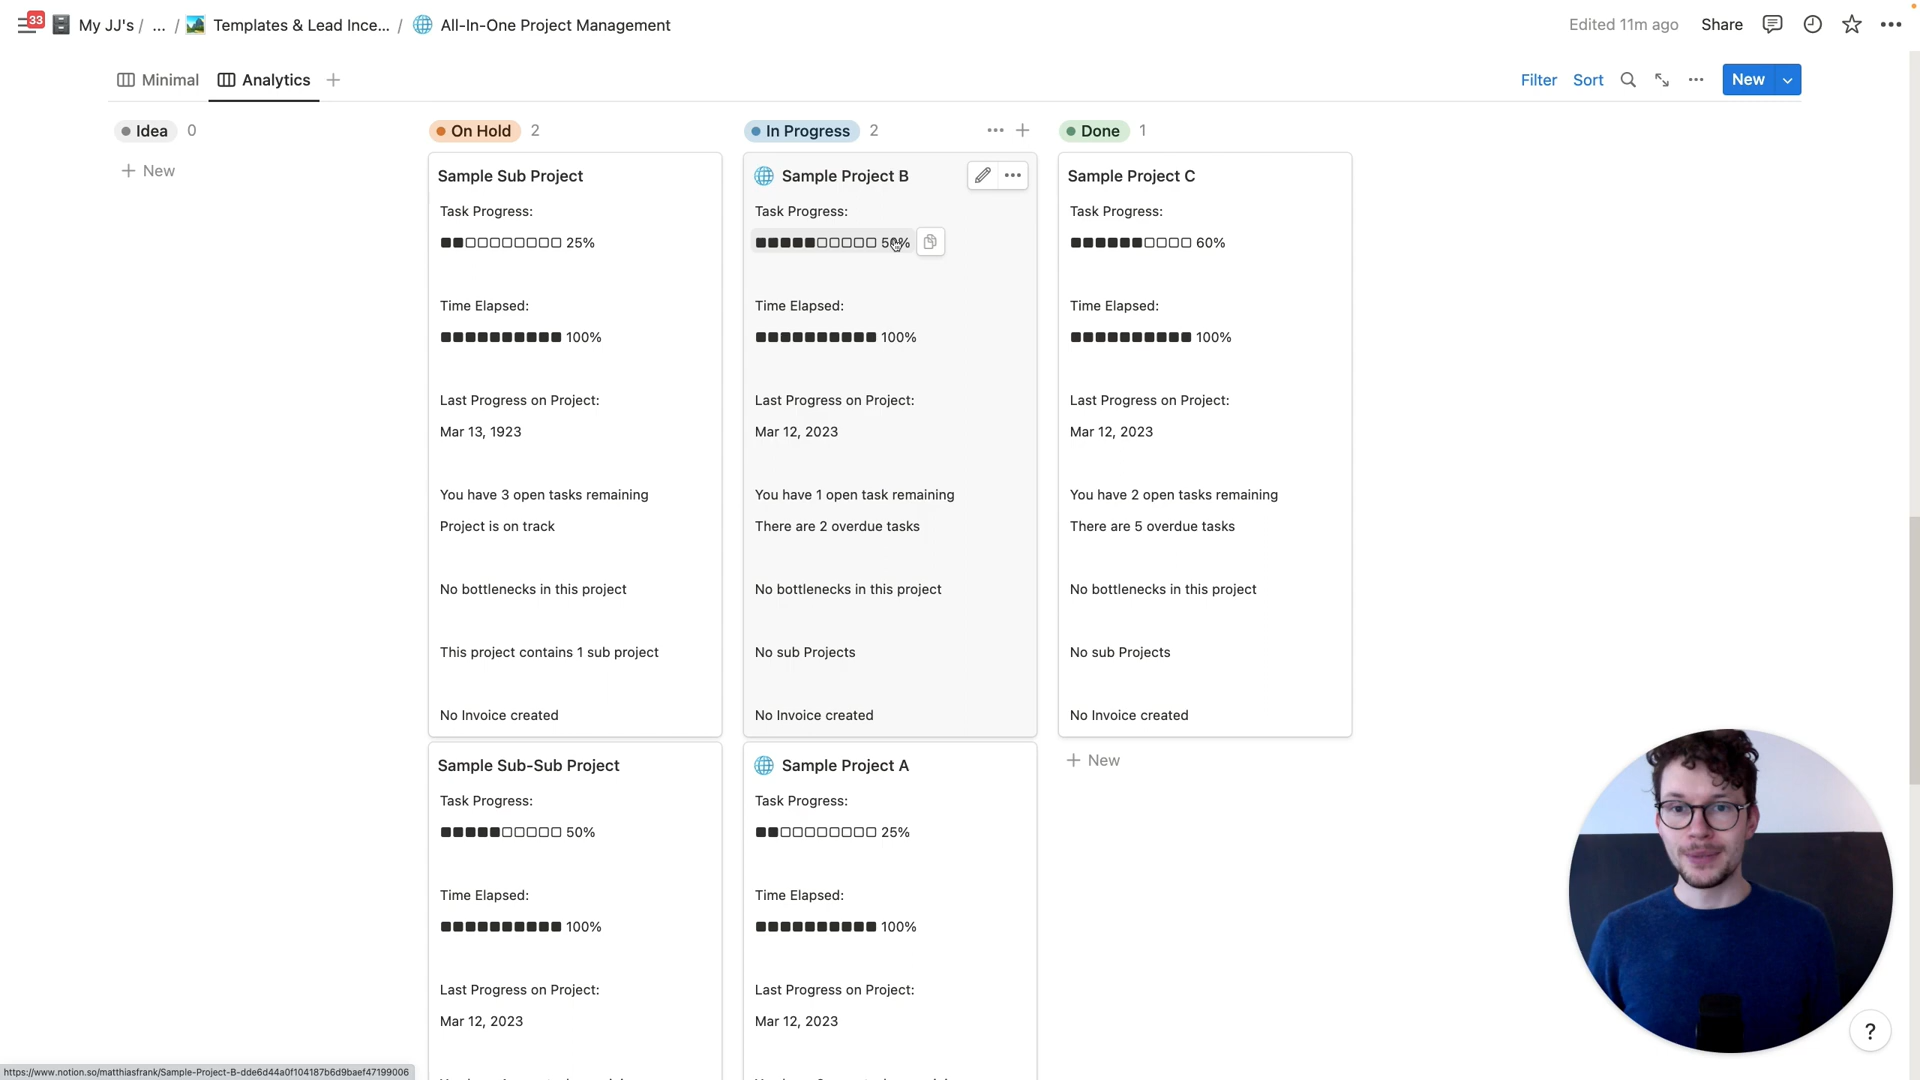 33 My JJ's / ... / Templates & Lead Ince... / All-In-One Project Management
Edited 11m ago Share
Minimal Analytics
Filter Sort New
Idea 0
+ New
On Hold 2
Sample Sub Project
Task Progress:
25%
Time Elapsed:
100%
Last Progress on Project:
Mar 13, 1923
You have 3 open tasks remaining
Project is on track
No bottlenecks in this project
This project contains 1 sub project
No Invoice created
Sample Sub-Sub Project
Task Progress:
50%
Time Elapsed:
100%
Last Progress on Project:
Mar 12, 2023
In Progress 2
Sample Project B
Task Progress:
50%
Time Elapsed:
100%
Last Progress on Project:
Mar 12, 2023
You have 1 open task remaining
There are 2 overdue tasks
No bottlenecks in this project
No sub Projects
No Invoice created
Sample Project A
Task Progress:
25%
Time Elapsed:
100%
Last Progress on Project:
Mar 12, 2023
Done 1
Sample Project C
Task Progress:
60%
Time Elapsed:
100%
Last Progress on Project:
Mar 12, 2023
You have 2 open tasks remaining
There are 5 overdue tasks
No bottlenecks in this project
No sub Projects
No Invoice created
+ New
?
https://www.notion.so/matthiasfrank/Sample-Project-B-dde6d44a0f104187b6d9baef47199006